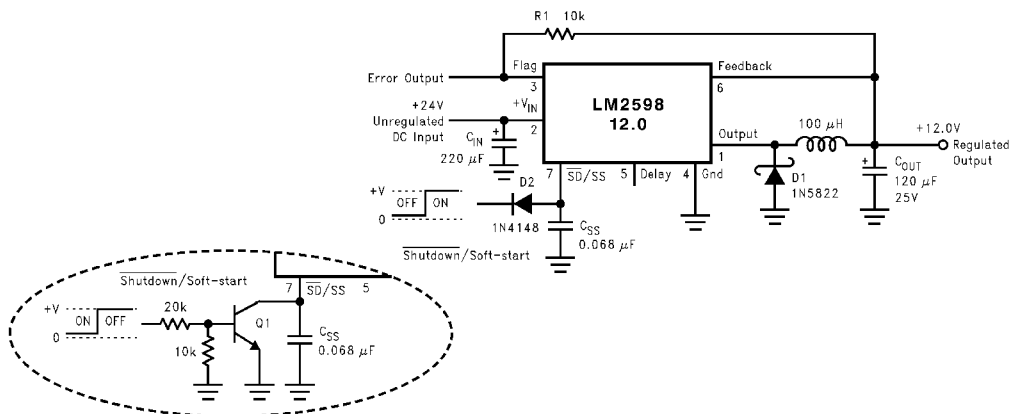 R1 10k
Error Output
Flag
3
Feedback
6
LM2598
12.0
+24V
Unregulated
DC Input
+VIN
2
+
CIN
220 μF
Output
1
100 μH
+12.0V
Regulated
Output
+
COUT
120 μF
25V
D1
1N5822
7
SD/SS
5
Delay
4
Gnd
+V
OFF
ON
0
D2
1N4148
CSS
0.068 μF
Shutdown/Soft-start
Shutdown/Soft-start
7
SD/SS
5
+V
ON
OFF
0
20k
10k
Q1
CSS
0.068 μF